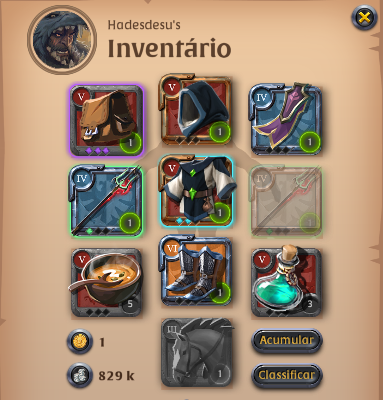 Hadesdesu's
Inventário
V 1
V 1
IV 1
IV 1
V 1
1
V 5
VI 1
V 3
III 1
1
Acumular
829 k
Classificar